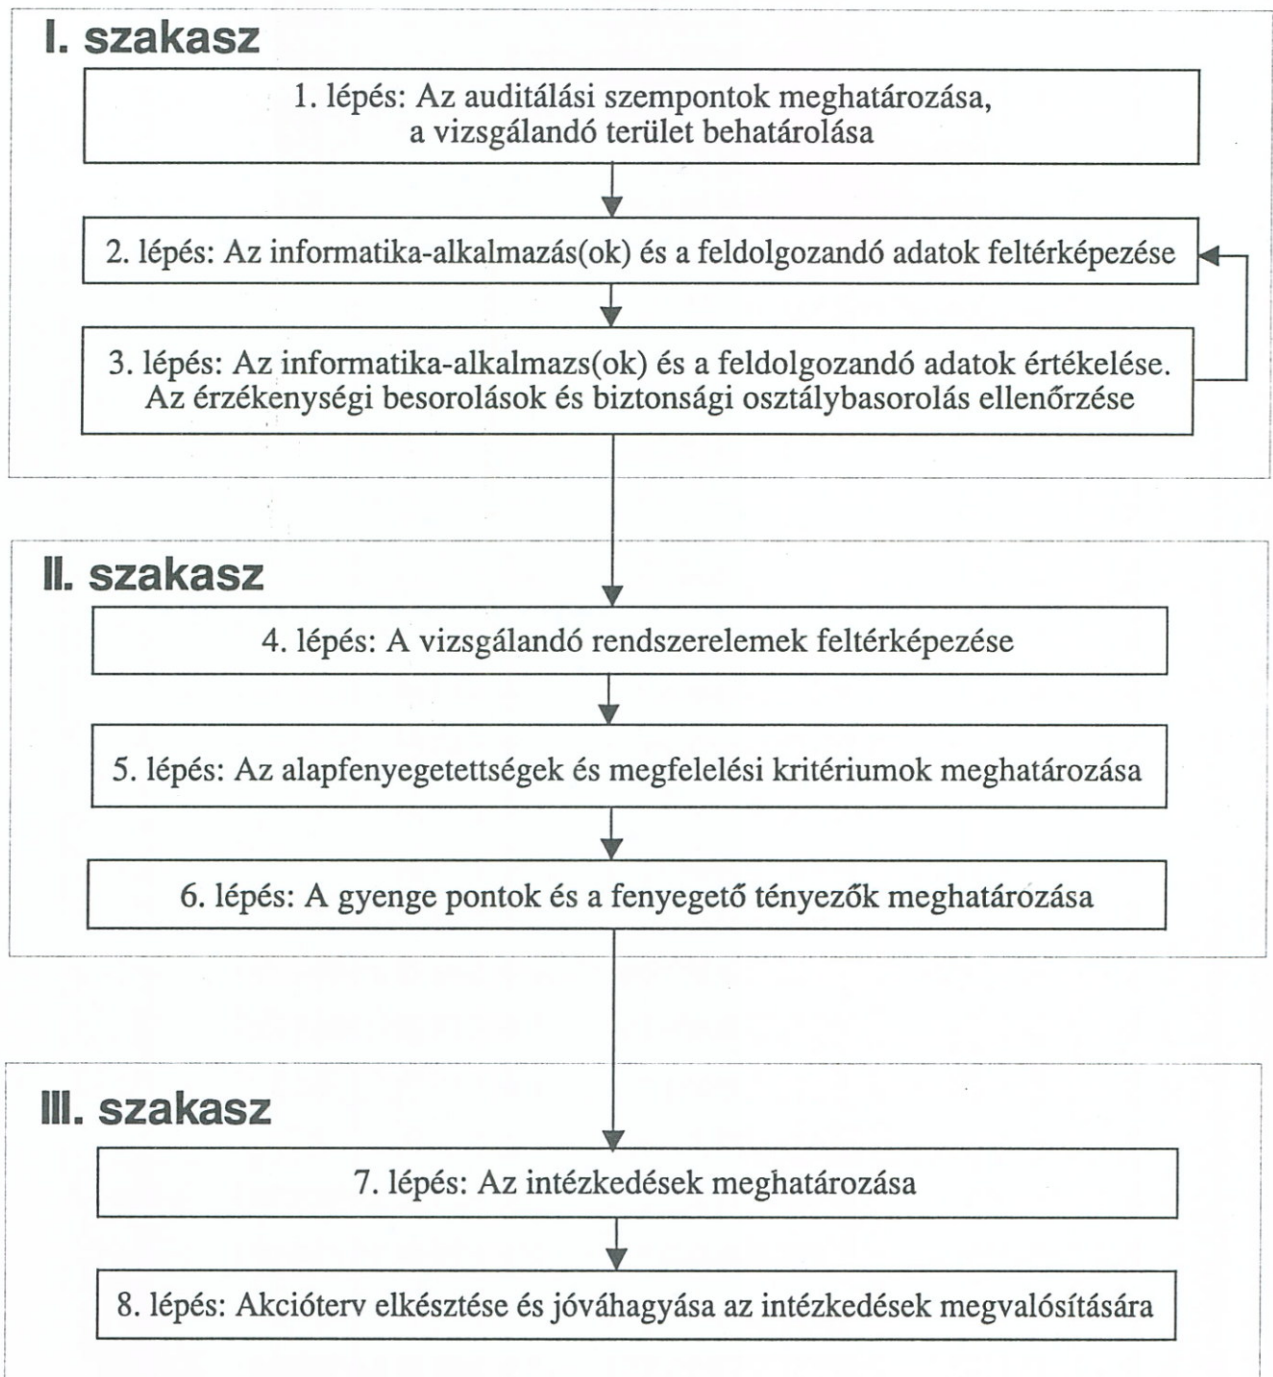 I. szakasz
1. lépés: Az auditálási szempontok meghatározása,
a vizsgálandó terület behatárolása
2. lépés: Az informatika-alkalmazás(ok) és a feldolgozandó adatok feltérképezése
3. lépés: Az informatika-alkalmazs(ok) és a feldolgozandó adatok értékelése.
Az érzékenységi besorolások és biztonsági osztálybasorolás ellenőrzése
II. szakasz
4. lépés: A vizsgálandó rendszerelemek feltérképezése
5. lépés: Az alapfenyegetettségek és megfelelési kritériumok meghatározása
6. lépés: A gyenge pontok és a fenyegető tényezők meghatározása
III. szakasz
7. lépés: Az intézkedések meghatározása
8. lépés: Akcióterv elkésztése és jóváhagyása az intézkedések megvalósítására